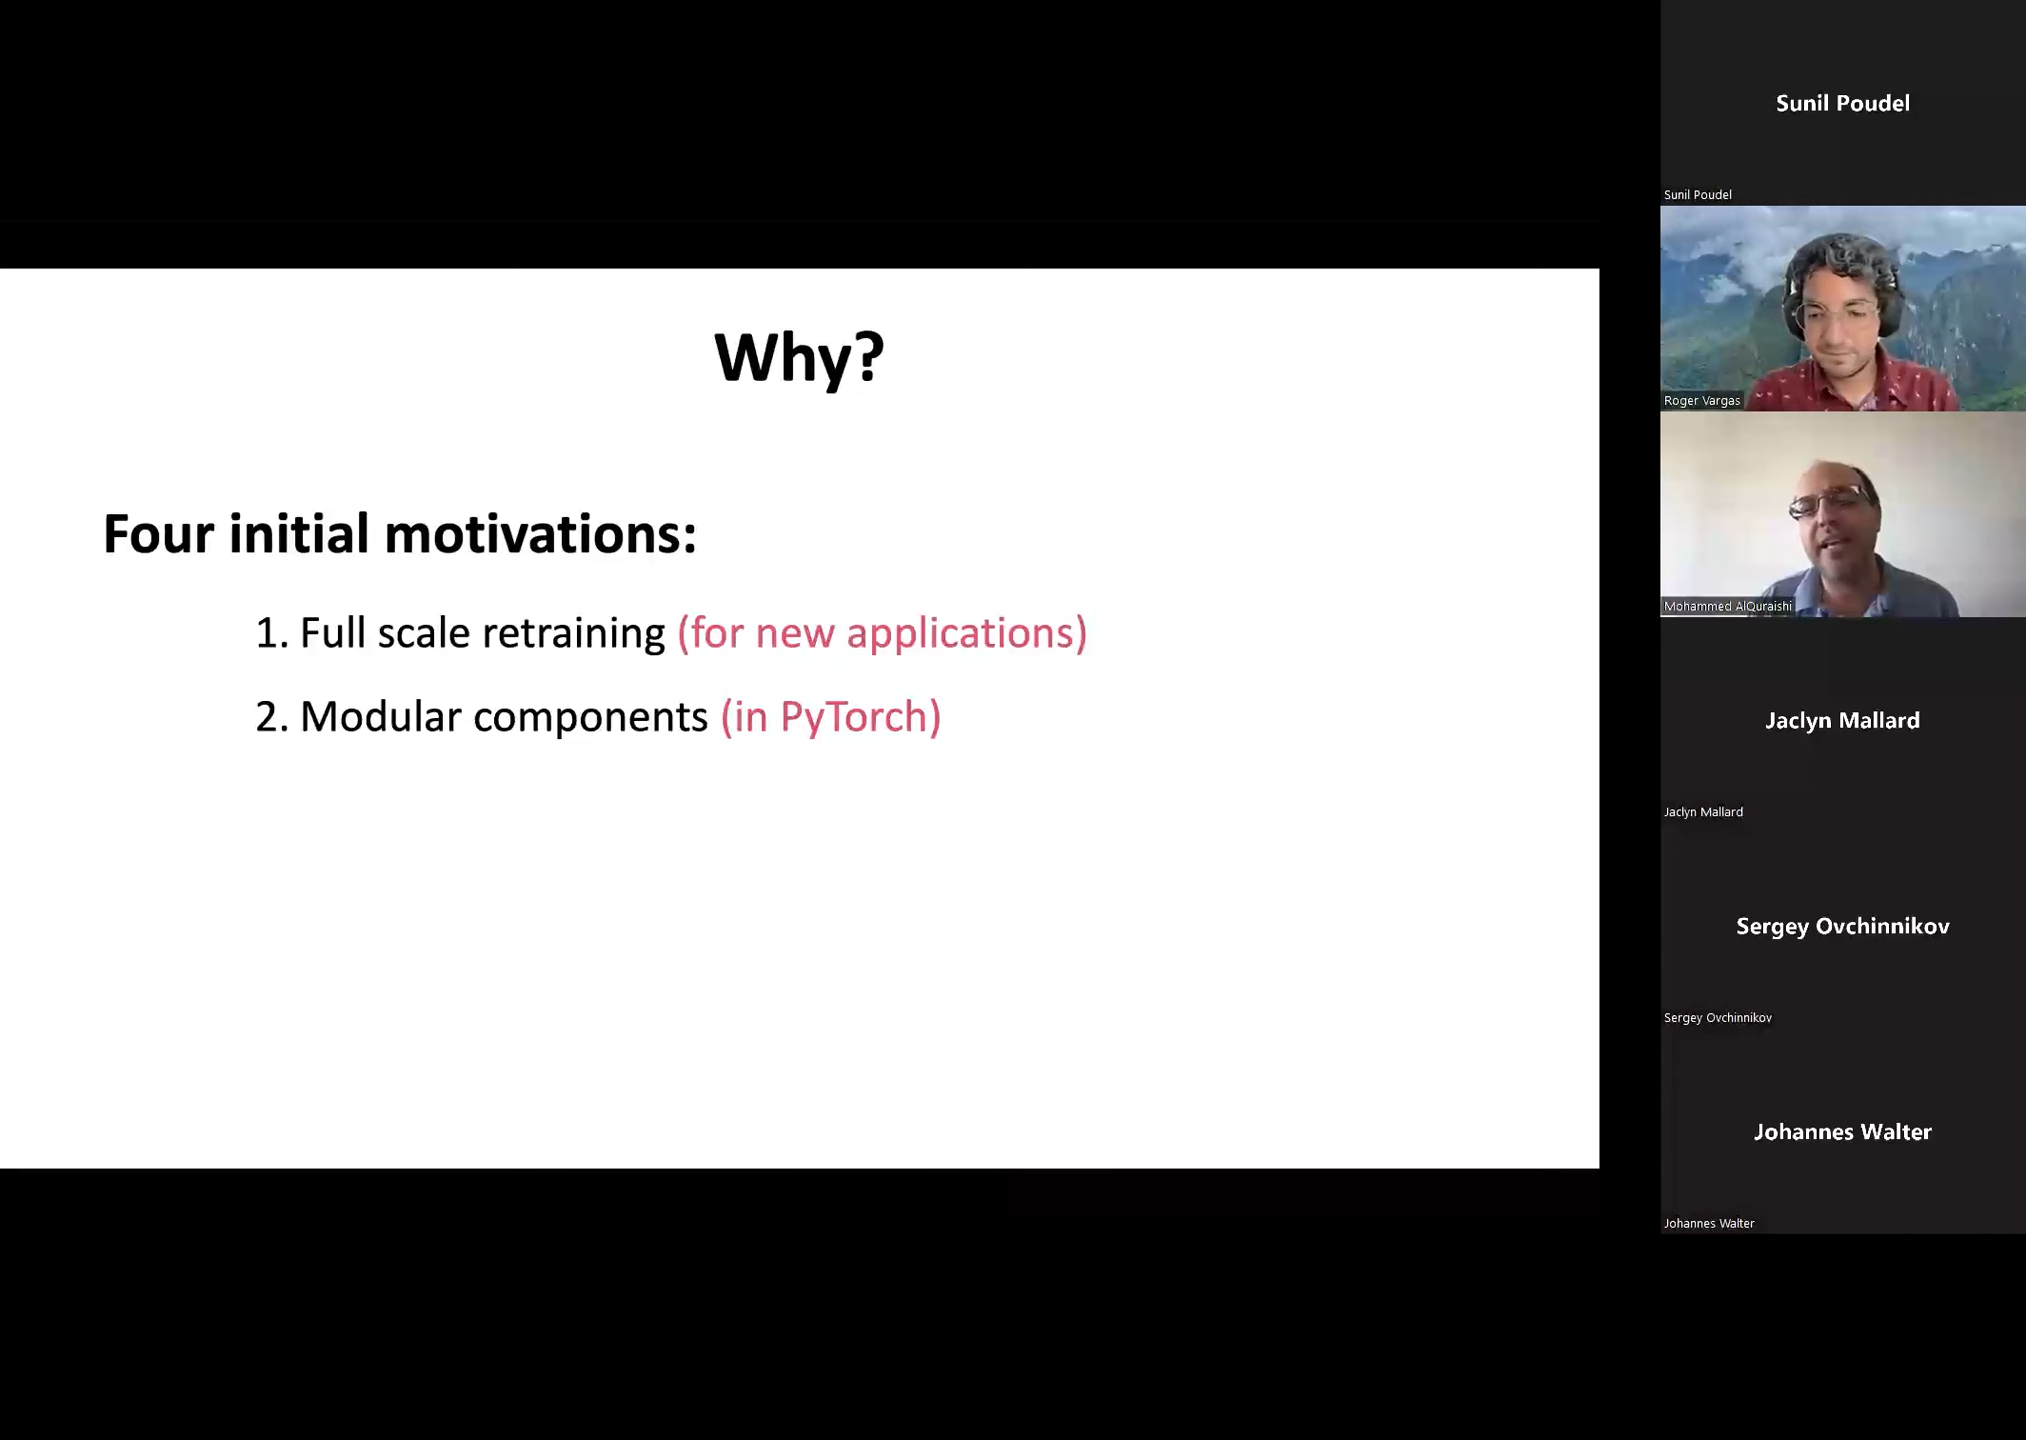 Why?
Four initial motivations:
1. Full scale retraining (for new applications)
2. Modular components (in PyTorch)
Sunil Poudel
Sunil Poudel
Roger Vargas
Mohammed AlQuraishi
Jaclyn Mallard
Jaclyn Mallard
Sergey Ovchinnikov
Sergey Ovchinnikov
Johannes Walter
Johannes Walter